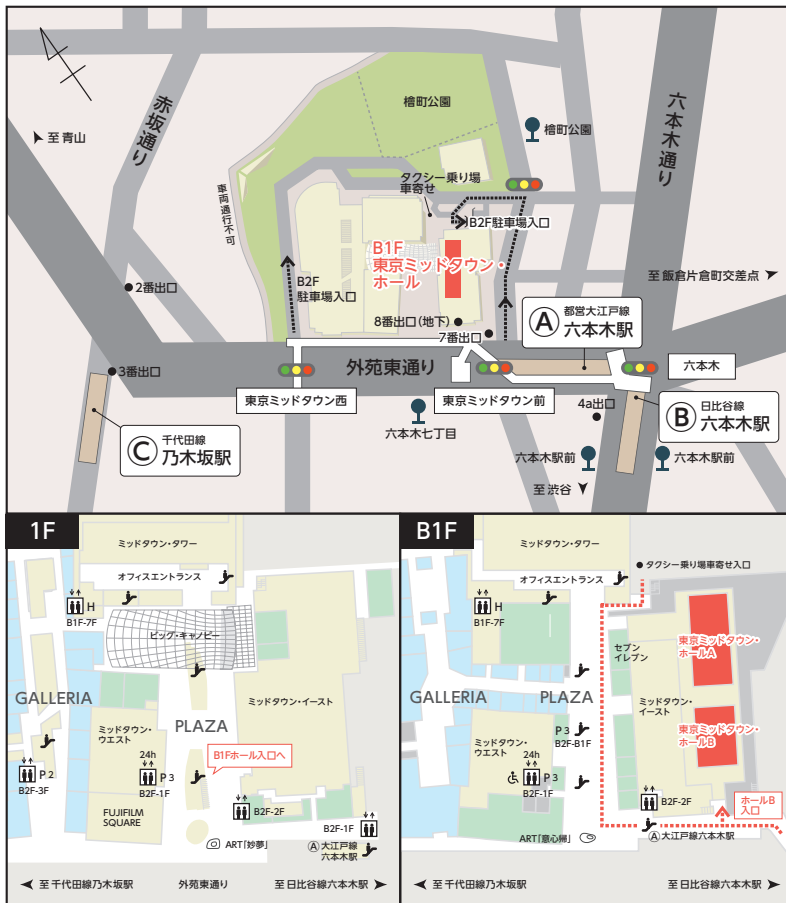 檜町公園
赤坂通り
六本木通り
至 青山
檜町公園
タクシー乗り場
車寄せ
車両通行不可
B2F駐車場入口
B1F
東京ミッドタウン・
ホール
B2F
駐車場入口
至 飯倉片倉町交差点
2番出口
8番出口(地下)
7番出口
Ⓐ 都営大江戸線
六本木駅
外苑東通り
六本木
3番出口
東京ミッドタウン西
東京ミッドタウン前
4a出口
Ⓑ 日比谷線
六本木駅
Ⓒ 千代田線
乃木坂駅
六本木七丁目
六本木駅前
六本木駅前
至 渋谷
1F
ミッドタウン・タワー
オフィスエントランス
H
B1F-7F
ビッグ・キャノピー
GALLERIA
ミッドタウン・イースト
PLAZA
ミッドタウン・
ウエスト
B1Fホール入口へ
24h
P 2
B2F-3F
P 3
B2F-1F
FUJIFILM
SQUARE
B2F-2F
B2F-1F
ART「妙夢」
Ⓐ 大江戸線
六本木駅
至 千代田線乃木坂駅
外苑東通り
至 日比谷線六本木駅
B1F
ミッドタウン・タワー
タクシー乗り場車寄せ入口
オフィスエントランス
H
B1F-7F
セブン
イレブン
東京ミッドタウン・
ホールA
GALLERIA
PLAZA
ミッドタウン・
イースト
P 3
B2F-B1F
東京ミッドタウン・
ホールB
ミッドタウン・
ウエスト
24h
P 3
B2F-1F
B2F-2F
ホールB
入口
ART「意心帰」
Ⓐ 大江戸線六本木駅
至 千代田線乃木坂駅
至 日比谷線六本木駅